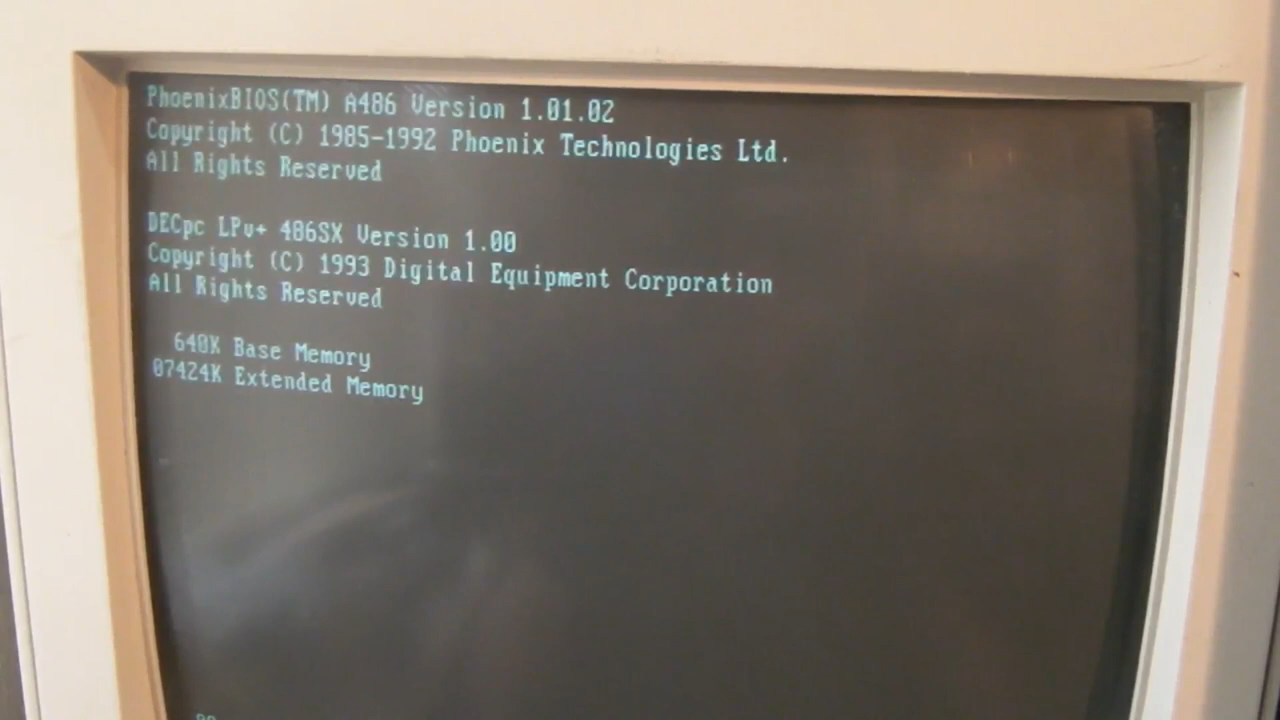 PhoenixBIOS(TM) A486 Version 1.01.02
Copyright (C) 1985-1992 Phoenix Technologies Ltd.
All Rights Reserved
DECpc LPv+ 486SX Version 1.00
Copyright (C) 1993 Digital Equipment Corporation
All Rights Reserved
640K Base Memory
07424K Extended Memory